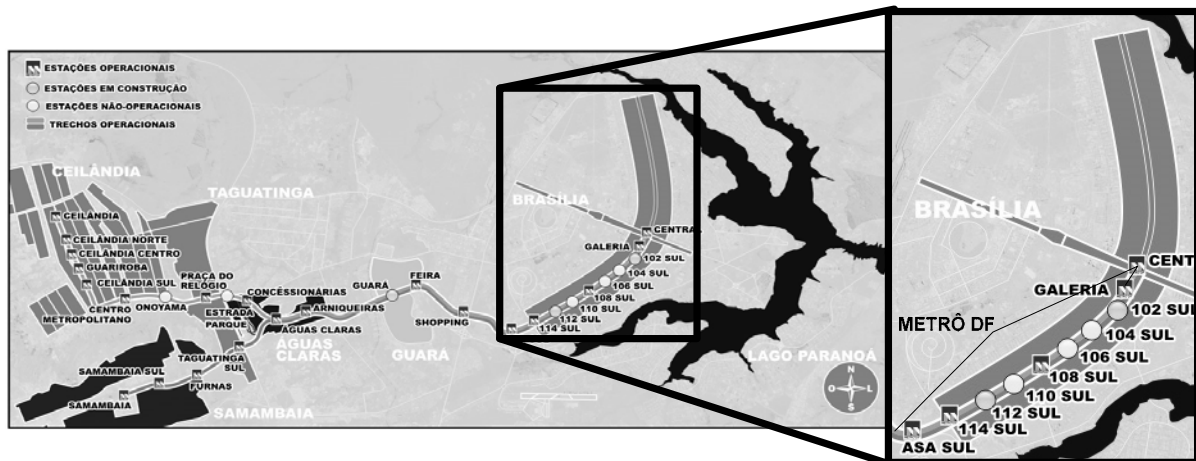 ESTAÇÕES OPERACIONAIS
ESTAÇÕES EM CONSTRUÇÃO
ESTAÇÕES NÃO-OPERACIONAIS
TRECHOS OPERACIONAIS
CEILÂNDIA
TAGUATINGA
CEILÂNDIA
CEILÂNDIA NORTE
CEILÂNDIA CENTRO
GUARIROBA
CEILÂNDIA SUL
CENTRO
METROPOLITANO
ONOYAMA
PRAÇA DO
RELÓGIO
ESTRADA
PARQUE
CONCÉSSIONÁRIAS
ARNIQUEIRAS
ÁGUAS CLARAS
ÁGUAS
CLARAS
TAGUATINGA
SUL
FURNAS
SAMAMBAIA SUL
SAMAMBAIA
SAMAMBAIA
GUARÁ
FEIRA
SHOPPING
GUARÁ
BRASÍLIA
CENTRAL
GALERIA
102 SUL
104 SUL
106 SUL
108 SUL
110 SUL
112 SUL
114 SUL
LAGO PARANOÁ
N
O L
S
BRASÍLIA
CENT
GALERIA
102 SUL
METRÔ DF
104 SUL
106 SUL
108 SUL
110 SUL
112 SUL
114 SUL
ASA SUL